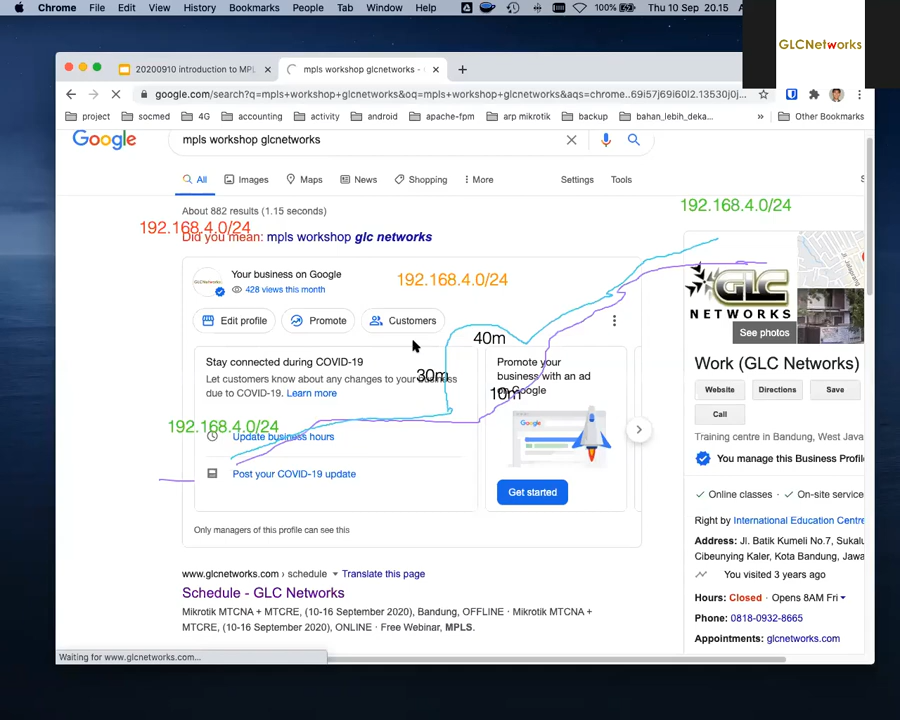 Chrome File Edit View History Bookmarks People Tab Window Help 100% Thu 10 Sep 20.15
GLCNetworks
20200910 introduction to MPL
mpls workshop glcnetworks -
google.com/search?q=mpls+workshop+glcnetworks&oq=mpls+workshop+glcnetworks&aqs=chrome..69i57j69i60l2.13530j0j...
project socmed 4G accounting activity android apache-fpm arp mikrotik backup bahan_lebih_deka... » Other Bookmarks
Google
mpls workshop glcnetworks
All Images Maps News Shopping More Settings Tools
192.168.4.0/24
About 882 results (1.15 seconds)
192.168.4.0/24
Did you mean: mpls workshop glc networks
Your business on Google
428 views this month
192.168.4.0/24
Edit profile Promote Customers
40m
30m
10m
Stay connected during COVID-19
Let customers know about any changes to your business
due to COVID-19. Learn more
192.168.4.0/24
Update business hours
Post your COVID-19 update
Promote your
business with an ad
on Google
Google
Get started
Only managers of this profile can see this
www.glcnetworks.com › schedule Translate this page
Schedule - GLC Networks
Mikrotik MTCNA + MTCRE, (10-16 September 2020), Bandung, OFFLINE · Mikrotik MTCNA +
MTCRE, (10-16 September 2020), ONLINE · Free Webinar, MPLS.
GLC
NETWORKS
See photos
Work (GLC Networks)
Website Directions Save
Call
Training centre in Bandung, West Java
You manage this Business Profile
Online classes · On-site service
Right by International Education Centre
Address: Jl. Batik Kumeli No.7, Sukalu
Cibeunying Kaler, Kota Bandung, Jawa
You visited 3 years ago
Hours: Closed · Opens 8AM Fri
Phone: 0818-0932-8665
Appointments: glcnetworks.com
Waiting for www.glcnetworks.com...